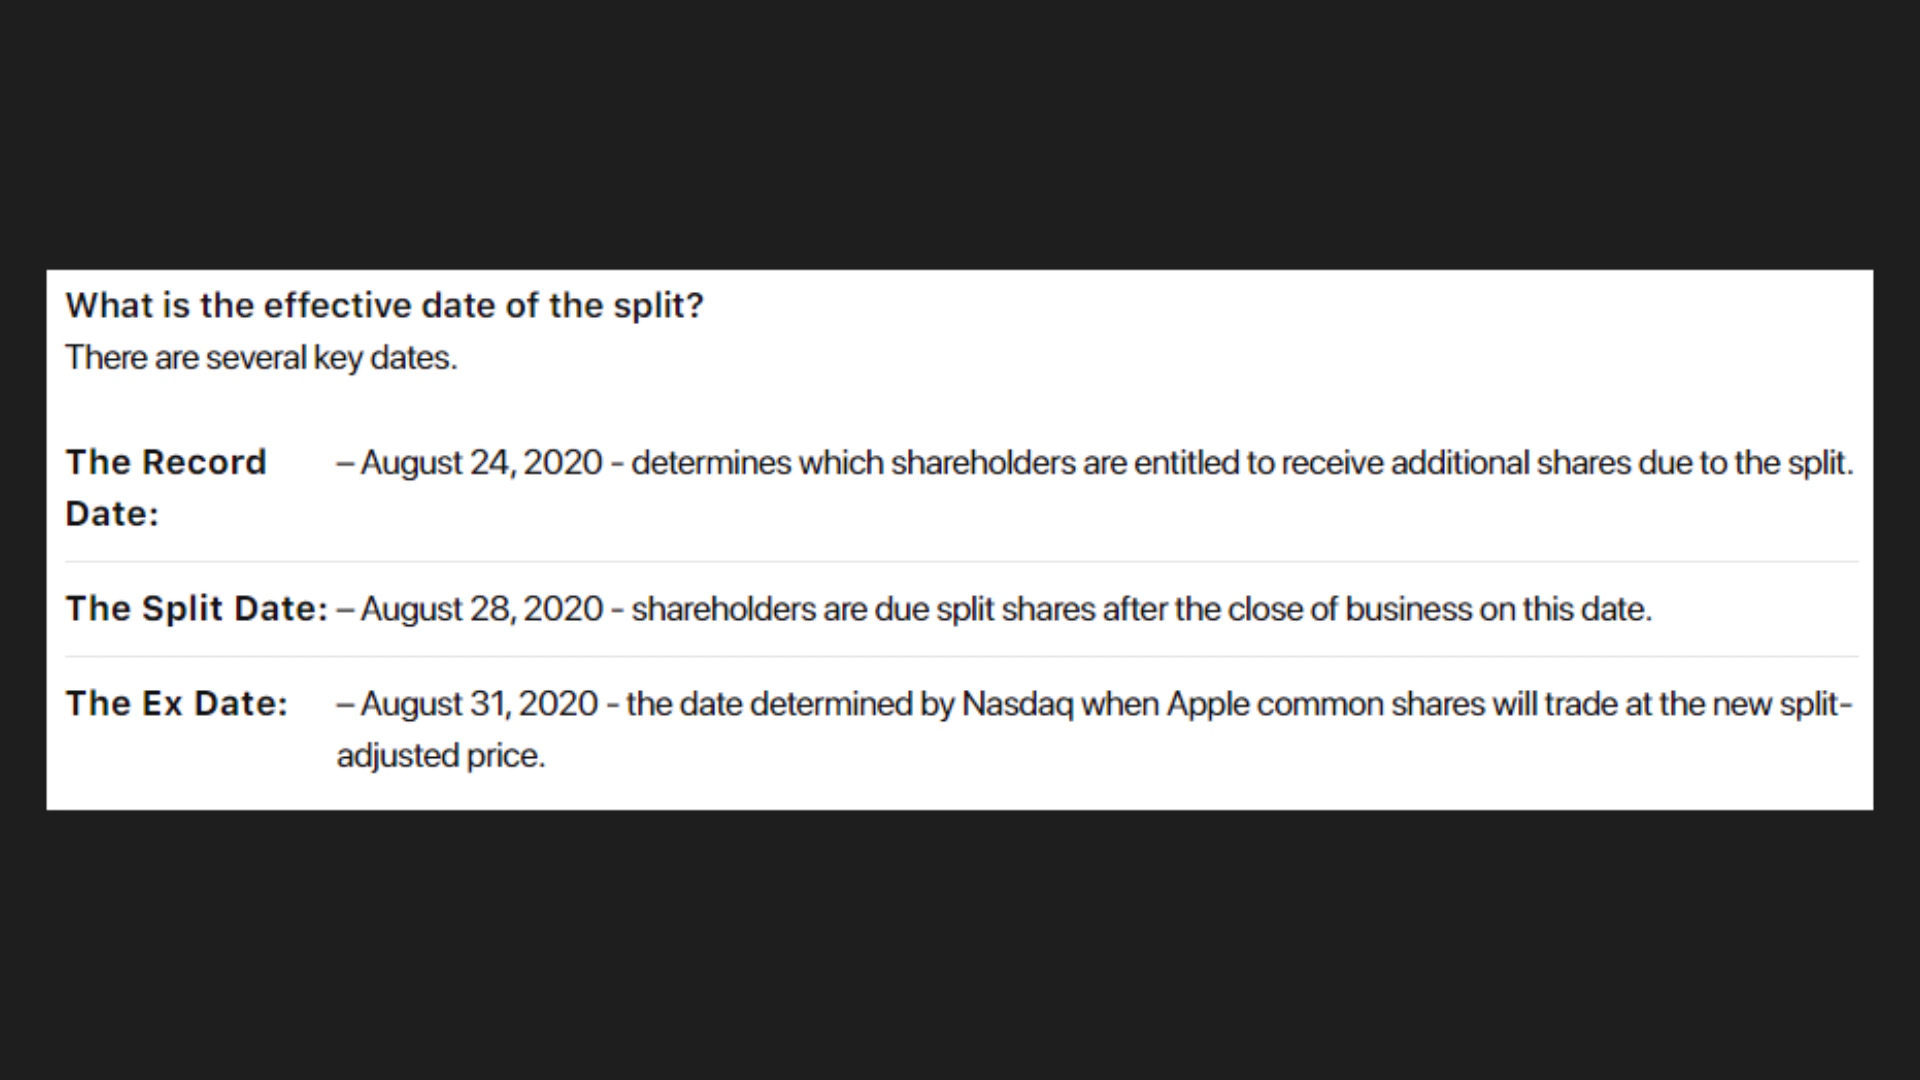 What is the effective date of the split?
There are several key dates.
The Record – August 24, 2020 - determines which shareholders are entitled to receive additional shares due to the split.
Date:
The Split Date: – August 28, 2020 - shareholders are due split shares after the close of business on this date.
The Ex Date: – August 31, 2020 - the date determined by Nasdaq when Apple common shares will trade at the new split-
adjusted price.